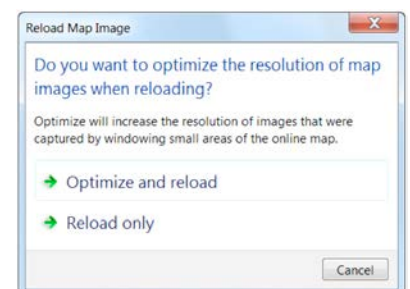 Reload Map Image
Do you want to optimize the resolution of map
images when reloading?
Optimize will increase the resolution of images that were
captured by windowing small areas of the online map.
Optimize and reload
Reload only
Cancel